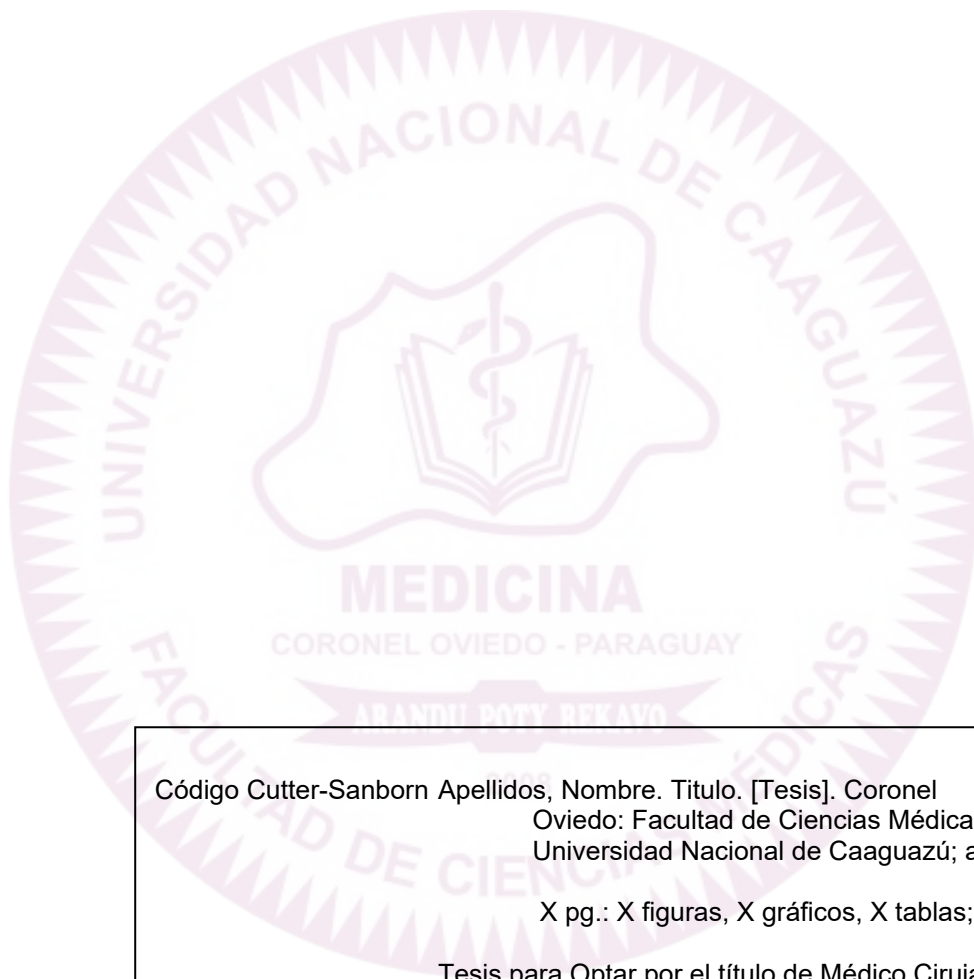 UNIVERSIDAD NACIONAL DE CAAGUAZÚ
MEDICINA
CORONEL OVIEDO - PARAGUAY
ARANDU POTY REKAVO
2008
FACULTAD DE CIENCIAS MÉDICAS
Código Cutter-Sanborn Apellidos, Nombre. Titulo. [Tesis]. Coronel
Oviedo: Facultad de Ciencias Médica
Universidad Nacional de Caaguazú; a
X pg.: X figuras, X gráficos, X tablas;
Tesis para Optar por el título de Médico Ciruja